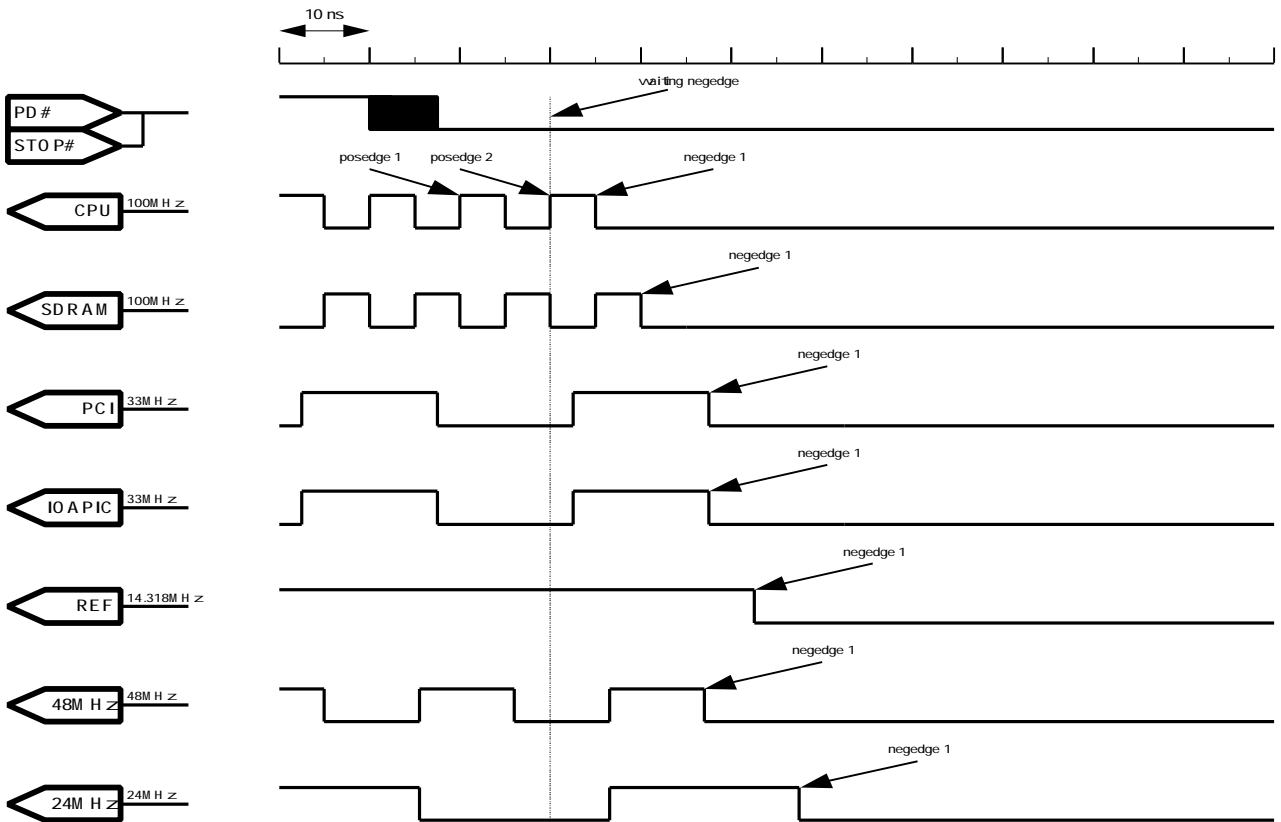 10 ns
waiting negedge
PD#
STOP#
posedge 1 posedge 2 negedge 1
CPU 100MHz
negedge 1
SDRAM 100MHz
negedge 1
PCI 33MHz
negedge 1
IOAPIC 33MHz
negedge 1
REF 14.318MHz
negedge 1
48MHz 48MHz
negedge 1
24MHz 24MHz